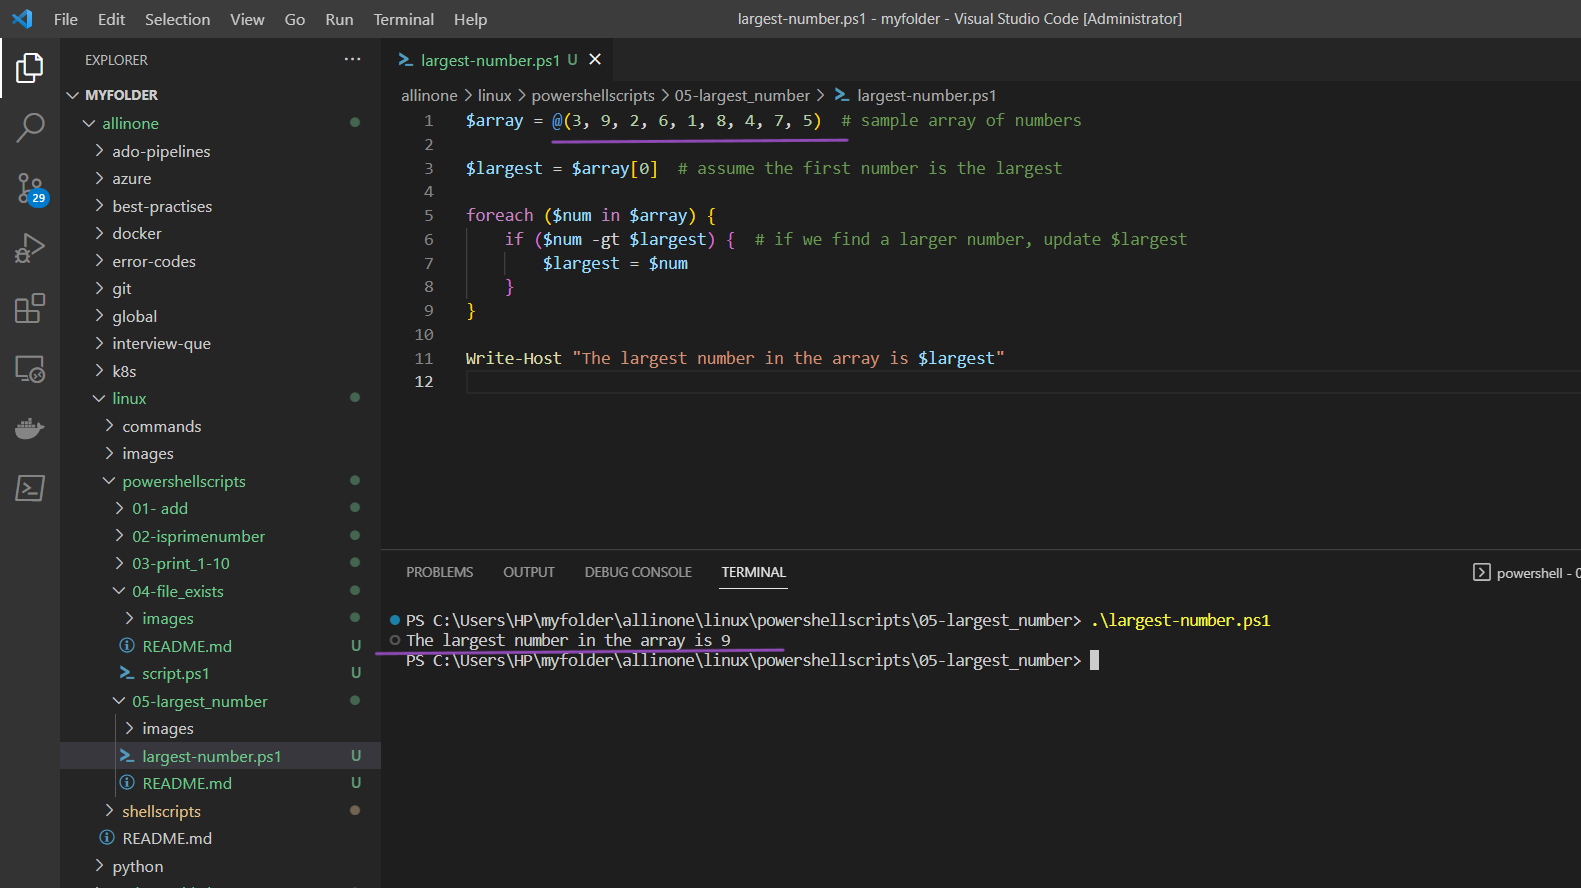 File Edit Selection View Go Run Terminal Help
largest-number.ps1 - myfolder - Visual Studio Code [Administrator]
EXPLORER
MYFOLDER
allinone
ado-pipelines
azure
best-practises
docker
error-codes
git
global
interview-que
k8s
linux
commands
images
powershellscripts
01- add
02-isprimenumber
03-print_1-10
04-file_exists
images
README.md U
script.ps1 U
05-largest_number
images
largest-number.ps1 U
README.md U
shellscripts
README.md
python
29
largest-number.ps1 U
allinone > linux > powershellscripts > 05-largest_number > largest-number.ps1
1 $array = @(3, 9, 2, 6, 1, 8, 4, 7, 5)  # sample array of numbers
2
3 $largest = $array[0]  # assume the first number is the largest
4
5 foreach ($num in $array) {
6     if ($num -gt $largest) {  # if we find a larger number, update $largest
7         $largest = $num
8     }
9 }
10
11 Write-Host "The largest number in the array is $largest"
12
PROBLEMS OUTPUT DEBUG CONSOLE TERMINAL
powershell -
PS C:\Users\HP\myfolder\allinone\linux\powershellscripts\05-largest_number> .\largest-number.ps1
The largest number in the array is 9
PS C:\Users\HP\myfolder\allinone\linux\powershellscripts\05-largest_number>